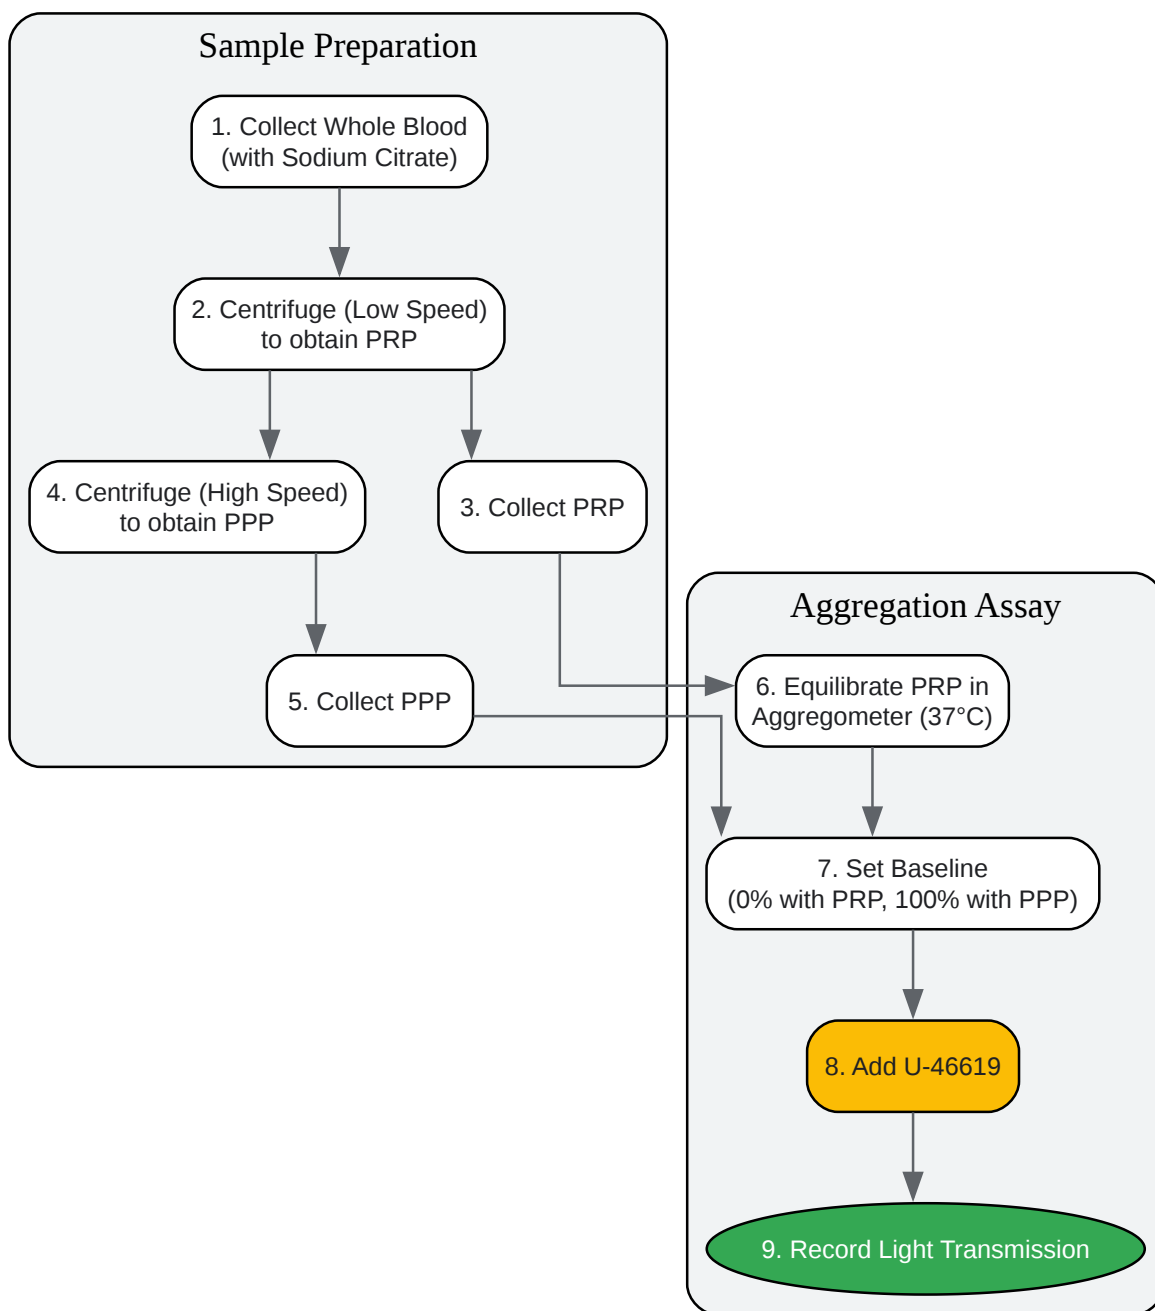 Sample Preparation
1. Collect Whole Blood
(with Sodium Citrate)
2. Centrifuge (Low Speed)
to obtain PRP
4. Centrifuge (High Speed)
to obtain PPP
3. Collect PRP
5. Collect PPP
Aggregation Assay
6. Equilibrate PRP in
Aggregometer (37°C)
7. Set Baseline
(0% with PRP, 100% with PPP)
8. Add U-46619
9. Record Light Transmission